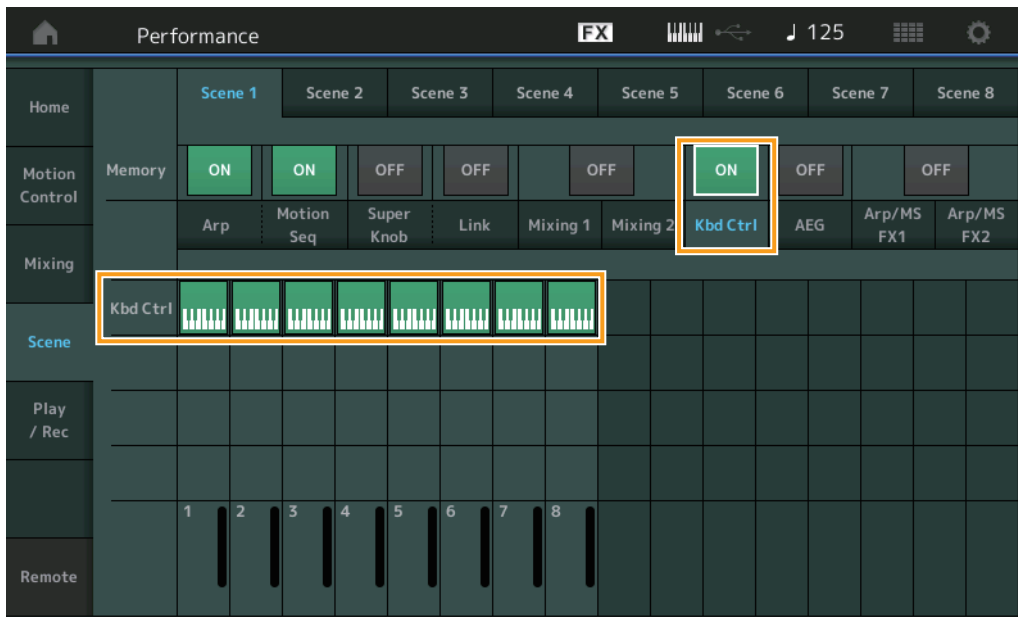 Performance
FX
125
Home
Motion
Control
Mixing
Scene
Play
/ Rec
Remote
Scene 1 Scene 2 Scene 3 Scene 4 Scene 5 Scene 6 Scene 7 Scene 8
Memory ON ON OFF OFF OFF ON OFF OFF
Arp Motion Seq Super Knob Link Mixing 1 Mixing 2 Kbd Ctrl AEG Arp/MS FX1 Arp/MS FX2
Kbd Ctrl
1 2 3 4 5 6 7 8